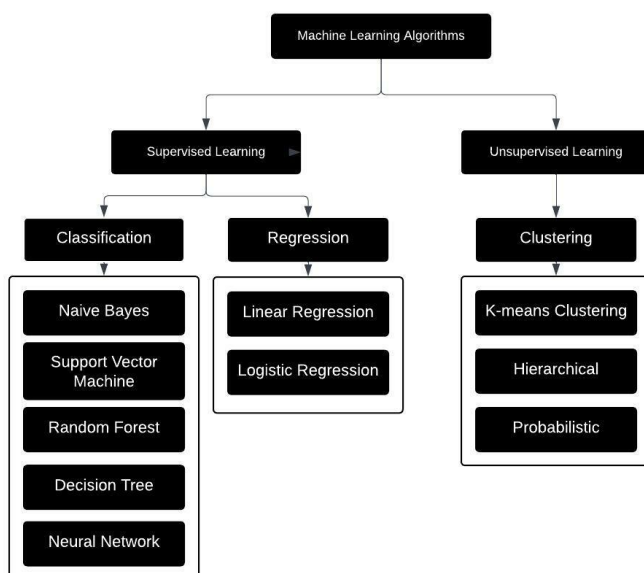 Machine Learning Algorithms
Supervised Learning
Unsupervised Learning
Classification
Regression
Clustering
Naive Bayes
Support Vector
Machine
Random Forest
Decision Tree
Neural Network
Linear Regression
Logistic Regression
K-means Clustering
Hierarchical
Probabilistic